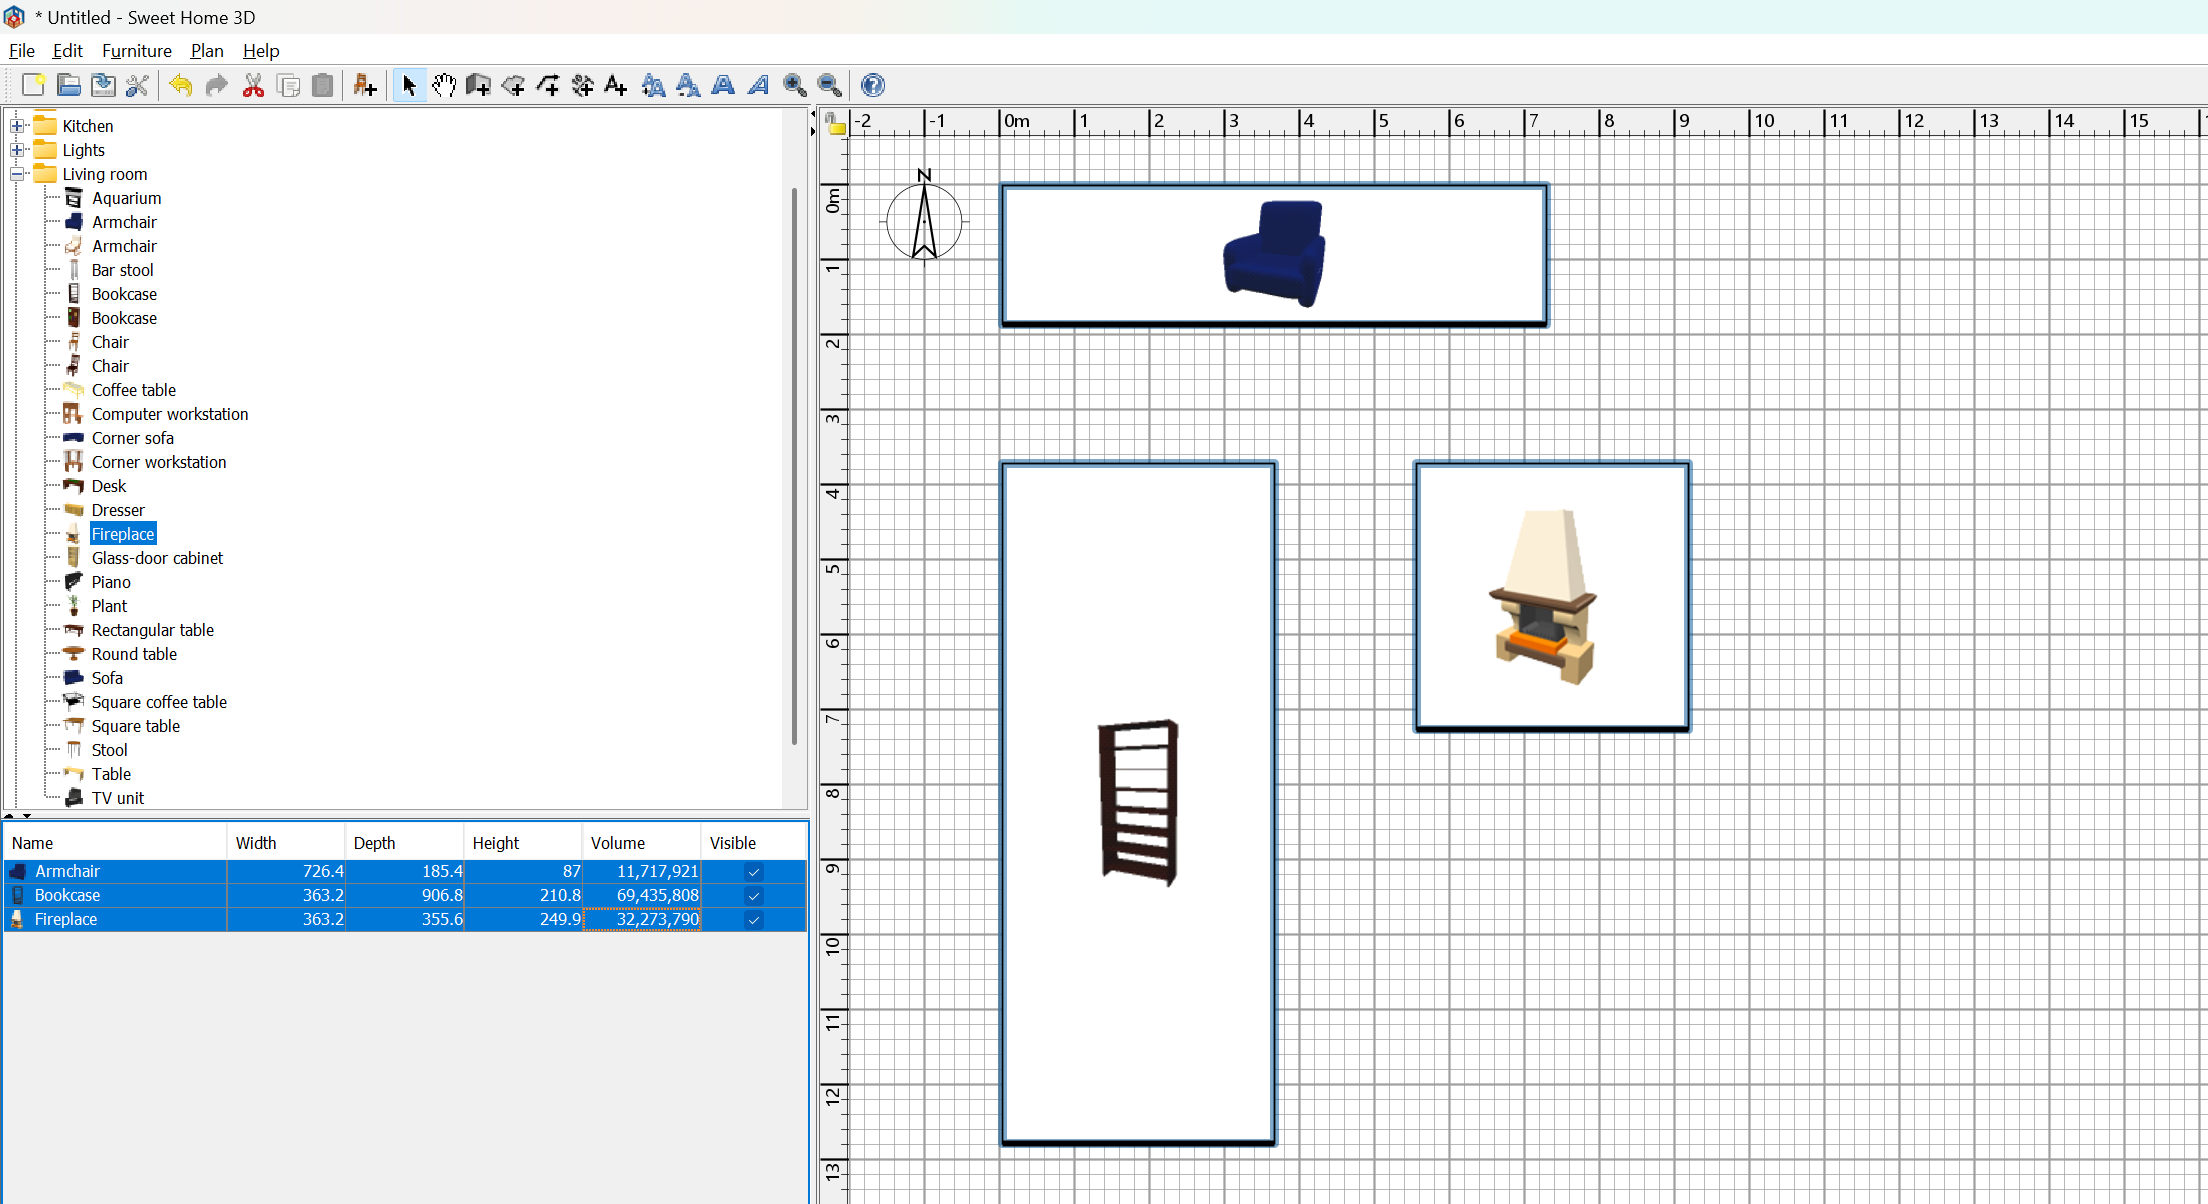 * Untitled - Sweet Home 3D
File Edit Furniture Plan Help
Kitchen
Lights
Living room
Aquarium
Armchair
Armchair
Bar stool
Bookcase
Bookcase
Chair
Chair
Coffee table
Computer workstation
Corner sofa
Corner workstation
Desk
Dresser
Fireplace
Glass-door cabinet
Piano
Plant
Rectangular table
Round table
Sofa
Square coffee table
Square table
Stool
Table
TV unit
Name Width Depth Height Volume Visible
Armchair 726.4 185.4 87 11,717,921
Bookcase 363.2 906.8 210.8 69,435,808
Fireplace 363.2 355.6 249.9 32,273,790
-2 -1 0m 1 2 3 4 5 6 7 8 9 10 11 12 13 14 15
0m
1
2
3
4
5
6
7
8
9
10
11
12
13
N